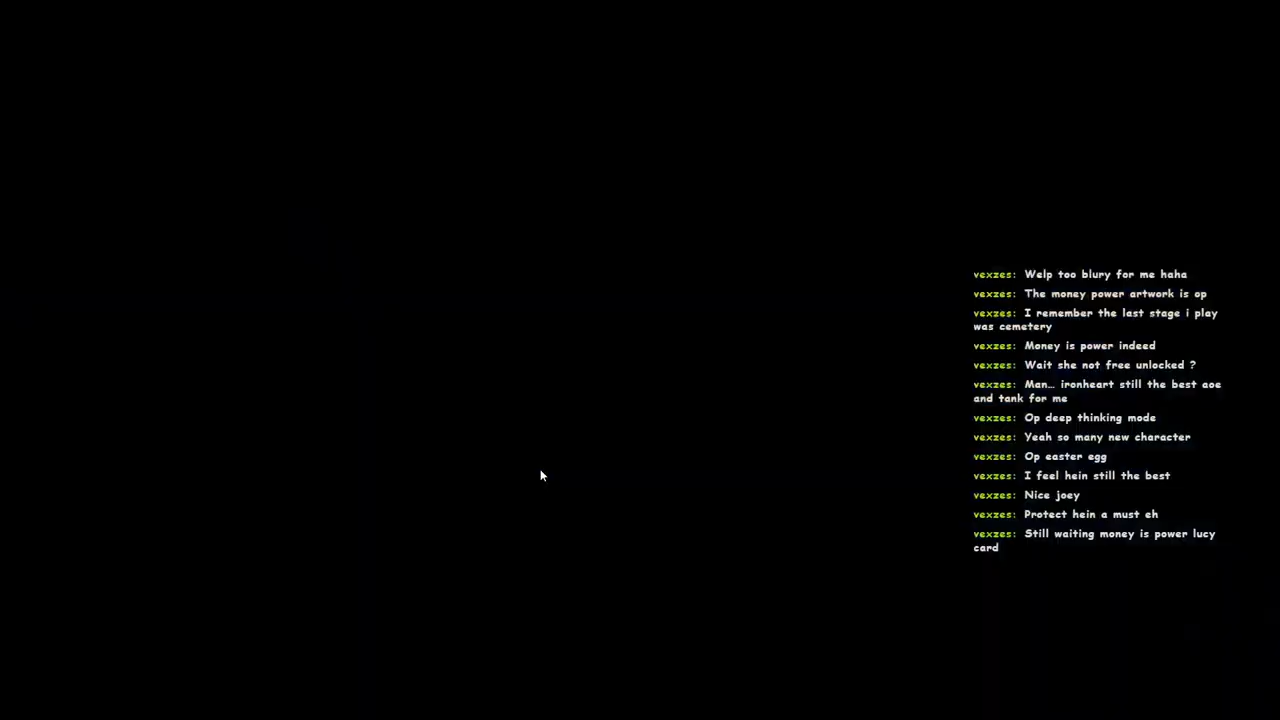 vexzes: Welp too blury for me haha
vexzes: The money power artwork is op
vexzes: I remember the last stage i play
was cemetery
vexzes: Money is power indeed
vexzes: Wait she not free unlocked ?
vexzes: Man… ironheart still the best aoe
and tank for me
vexzes: Op deep thinking mode
vexzes: Yeah so many new character
vexzes: Op easter egg
vexzes: I feel hein still the best
vexzes: Nice joey
vexzes: Protect hein a must eh
vexzes: Still waiting money is power lucy
card